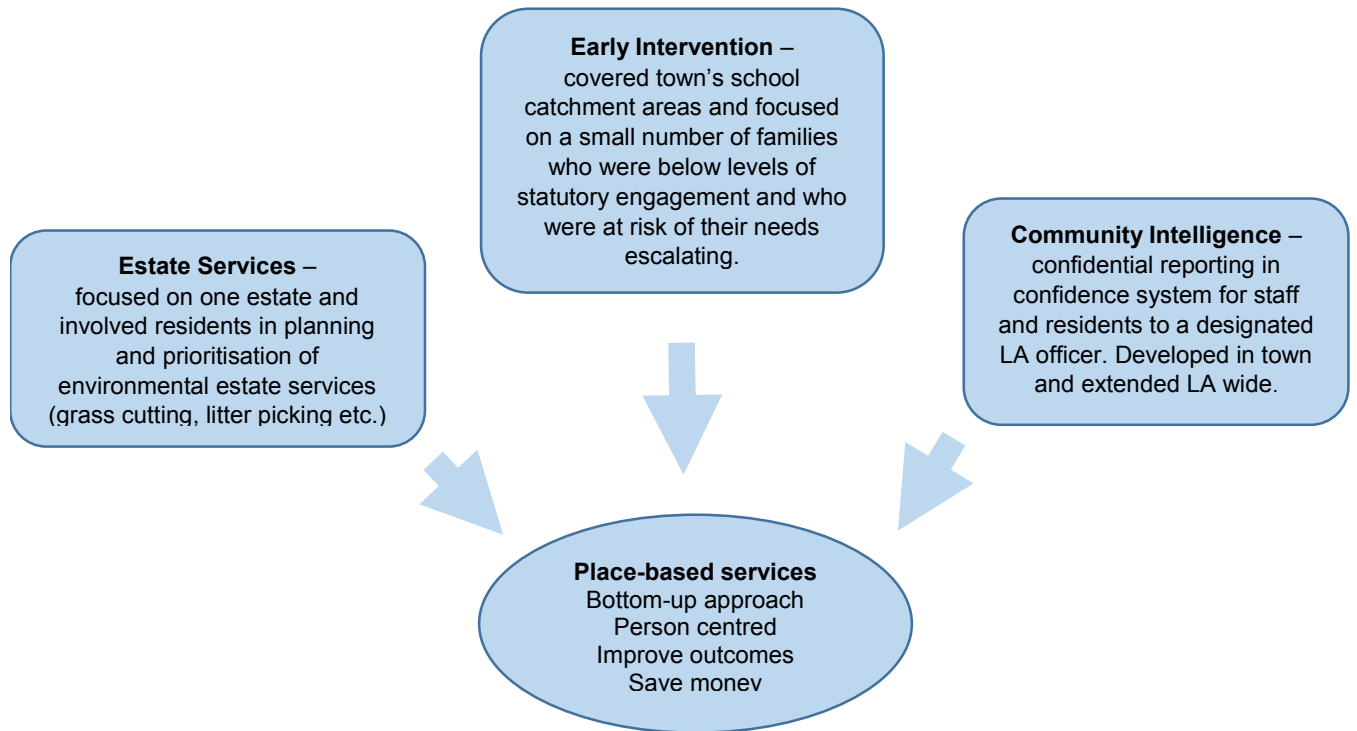 Early Intervention –
covered town's school
catchment areas and focused
on a small number of families
who were below levels of
statutory engagement and who
were at risk of their needs
escalating.
Estate Services –
focused on one estate and
involved residents in planning
and prioritisation of
environmental estate services
(grass cutting, litter picking etc.)
Community Intelligence –
confidential reporting in
confidence system for staff
and residents to a designated
LA officer. Developed in town
and extended LA wide.
Place-based services
Bottom-up approach
Person centred
Improve outcomes
Save money